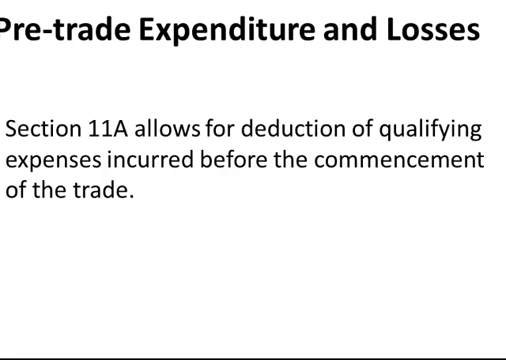 Pre-trade Expenditure and Losses
Section 11A allows for deduction of qualifying
expenses incurred before the commencement
of the trade.